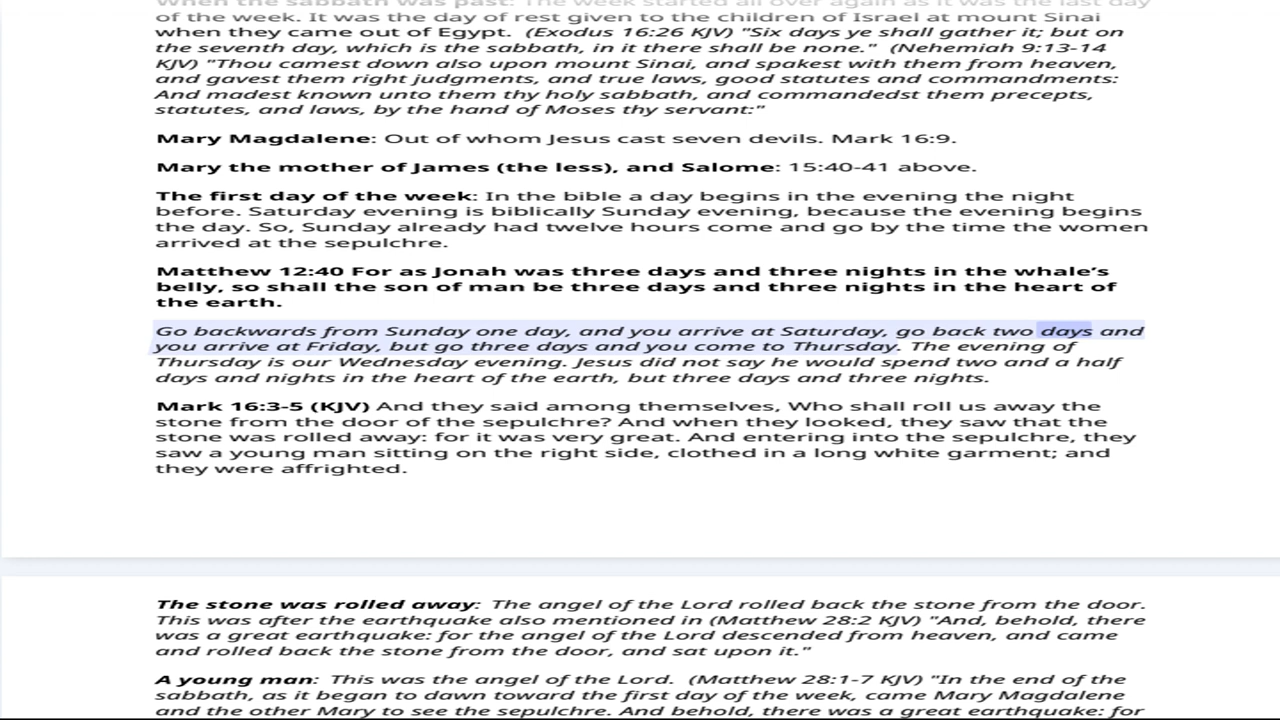 When the sabbath was past: The week started all over again as it was the last day
of the week. It was the day of rest given to the children of Israel at mount Sinai
when they came out of Egypt. (Exodus 16:26 KJV) "Six days ye shall gather it; but on
the seventh day, which is the sabbath, in it there shall be none." (Nehemiah 9:13-14
KJV) "Thou camest down also upon mount Sinai, and spakest with them from heaven,
and gavest them right judgments, and true laws, good statutes and commandments:
And madest known unto them thy holy sabbath, and commandedst them precepts,
statutes, and laws, by the hand of Moses thy servant:"
Mary Magdalene: Out of whom Jesus cast seven devils. Mark 16:9.
Mary the mother of James (the less), and Salome: 15:40-41 above.
The first day of the week: In the bible a day begins in the evening the night
before. Saturday evening is biblically Sunday evening, because the evening begins
the day. So, Sunday already had twelve hours come and go by the time the women
arrived at the sepulchre.
Matthew 12:40 For as Jonah was three days and three nights in the whale's
belly, so shall the son of man be three days and three nights in the heart of
the earth.
Go backwards from Sunday one day, and you arrive at Saturday, go back two days and
you arrive at Friday, but go three days and you come to Thursday. The evening of
Thursday is our Wednesday evening. Jesus did not say he would spend two and a half
days and nights in the heart of the earth, but three days and three nights.
Mark 16:3-5 (KJV) And they said among themselves, Who shall roll us away the
stone from the door of the sepulchre? And when they looked, they saw that the
stone was rolled away: for it was very great. And entering into the sepulchre, they
saw a young man sitting on the right side, clothed in a long white garment; and
they were affrighted.
The stone was rolled away: The angel of the Lord rolled back the stone from the door.
This was after the earthquake also mentioned in (Matthew 28:2 KJV) "And, behold, there
was a great earthquake: for the angel of the Lord descended from heaven, and came
and rolled back the stone from the door, and sat upon it."
A young man: This was the angel of the Lord. (Matthew 28:1-7 KJV) "In the end of the
sabbath, as it began to dawn toward the first day of the week, came Mary Magdalene
and the other Mary to see the sepulchre. And behold, there was a great earthquake: for